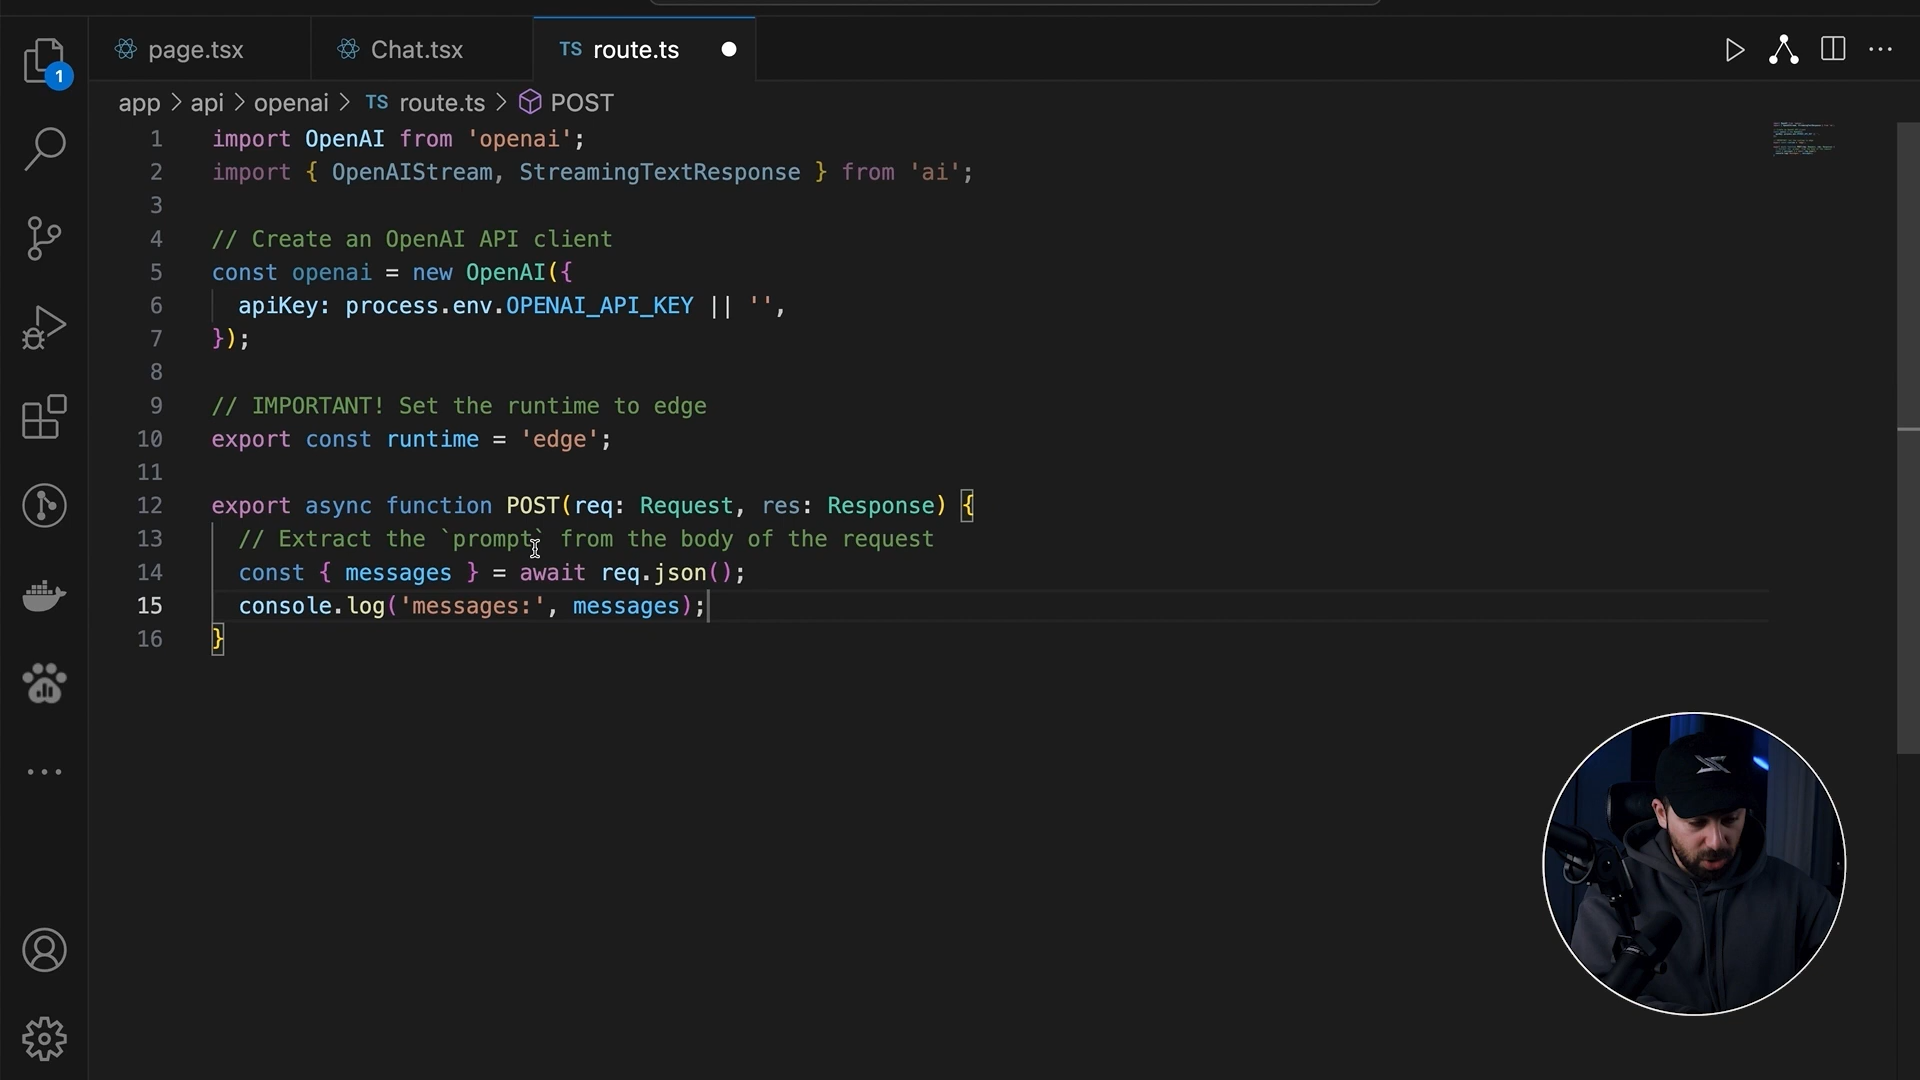 1
page.tsx
Chat.tsx
TS route.ts
app > api > openai > TS route.ts > POST
1 import OpenAI from 'openai';
2 import { OpenAIStream, StreamingTextResponse } from 'ai';
3
4 // Create an OpenAI API client
5 const openai = new OpenAI({
6 apiKey: process.env.OPENAI_API_KEY || '',
7 });
8
9 // IMPORTANT! Set the runtime to edge
10 export const runtime = 'edge';
11
12 export async function POST(req: Request, res: Response) {
13 // Extract the `prompt` from the body of the request
14 const { messages } = await req.json();
15 console.log('messages:', messages);
16 }